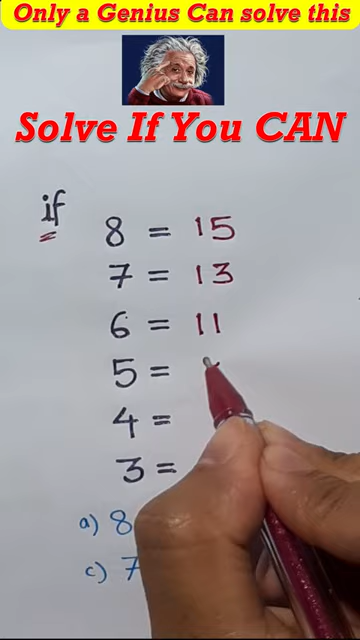 Only a Genius Can solve this
Solve If You CAN
if
8 = 15
7 = 13
6 = 11
5 =
4 =
3 =
a) 8
c) 7